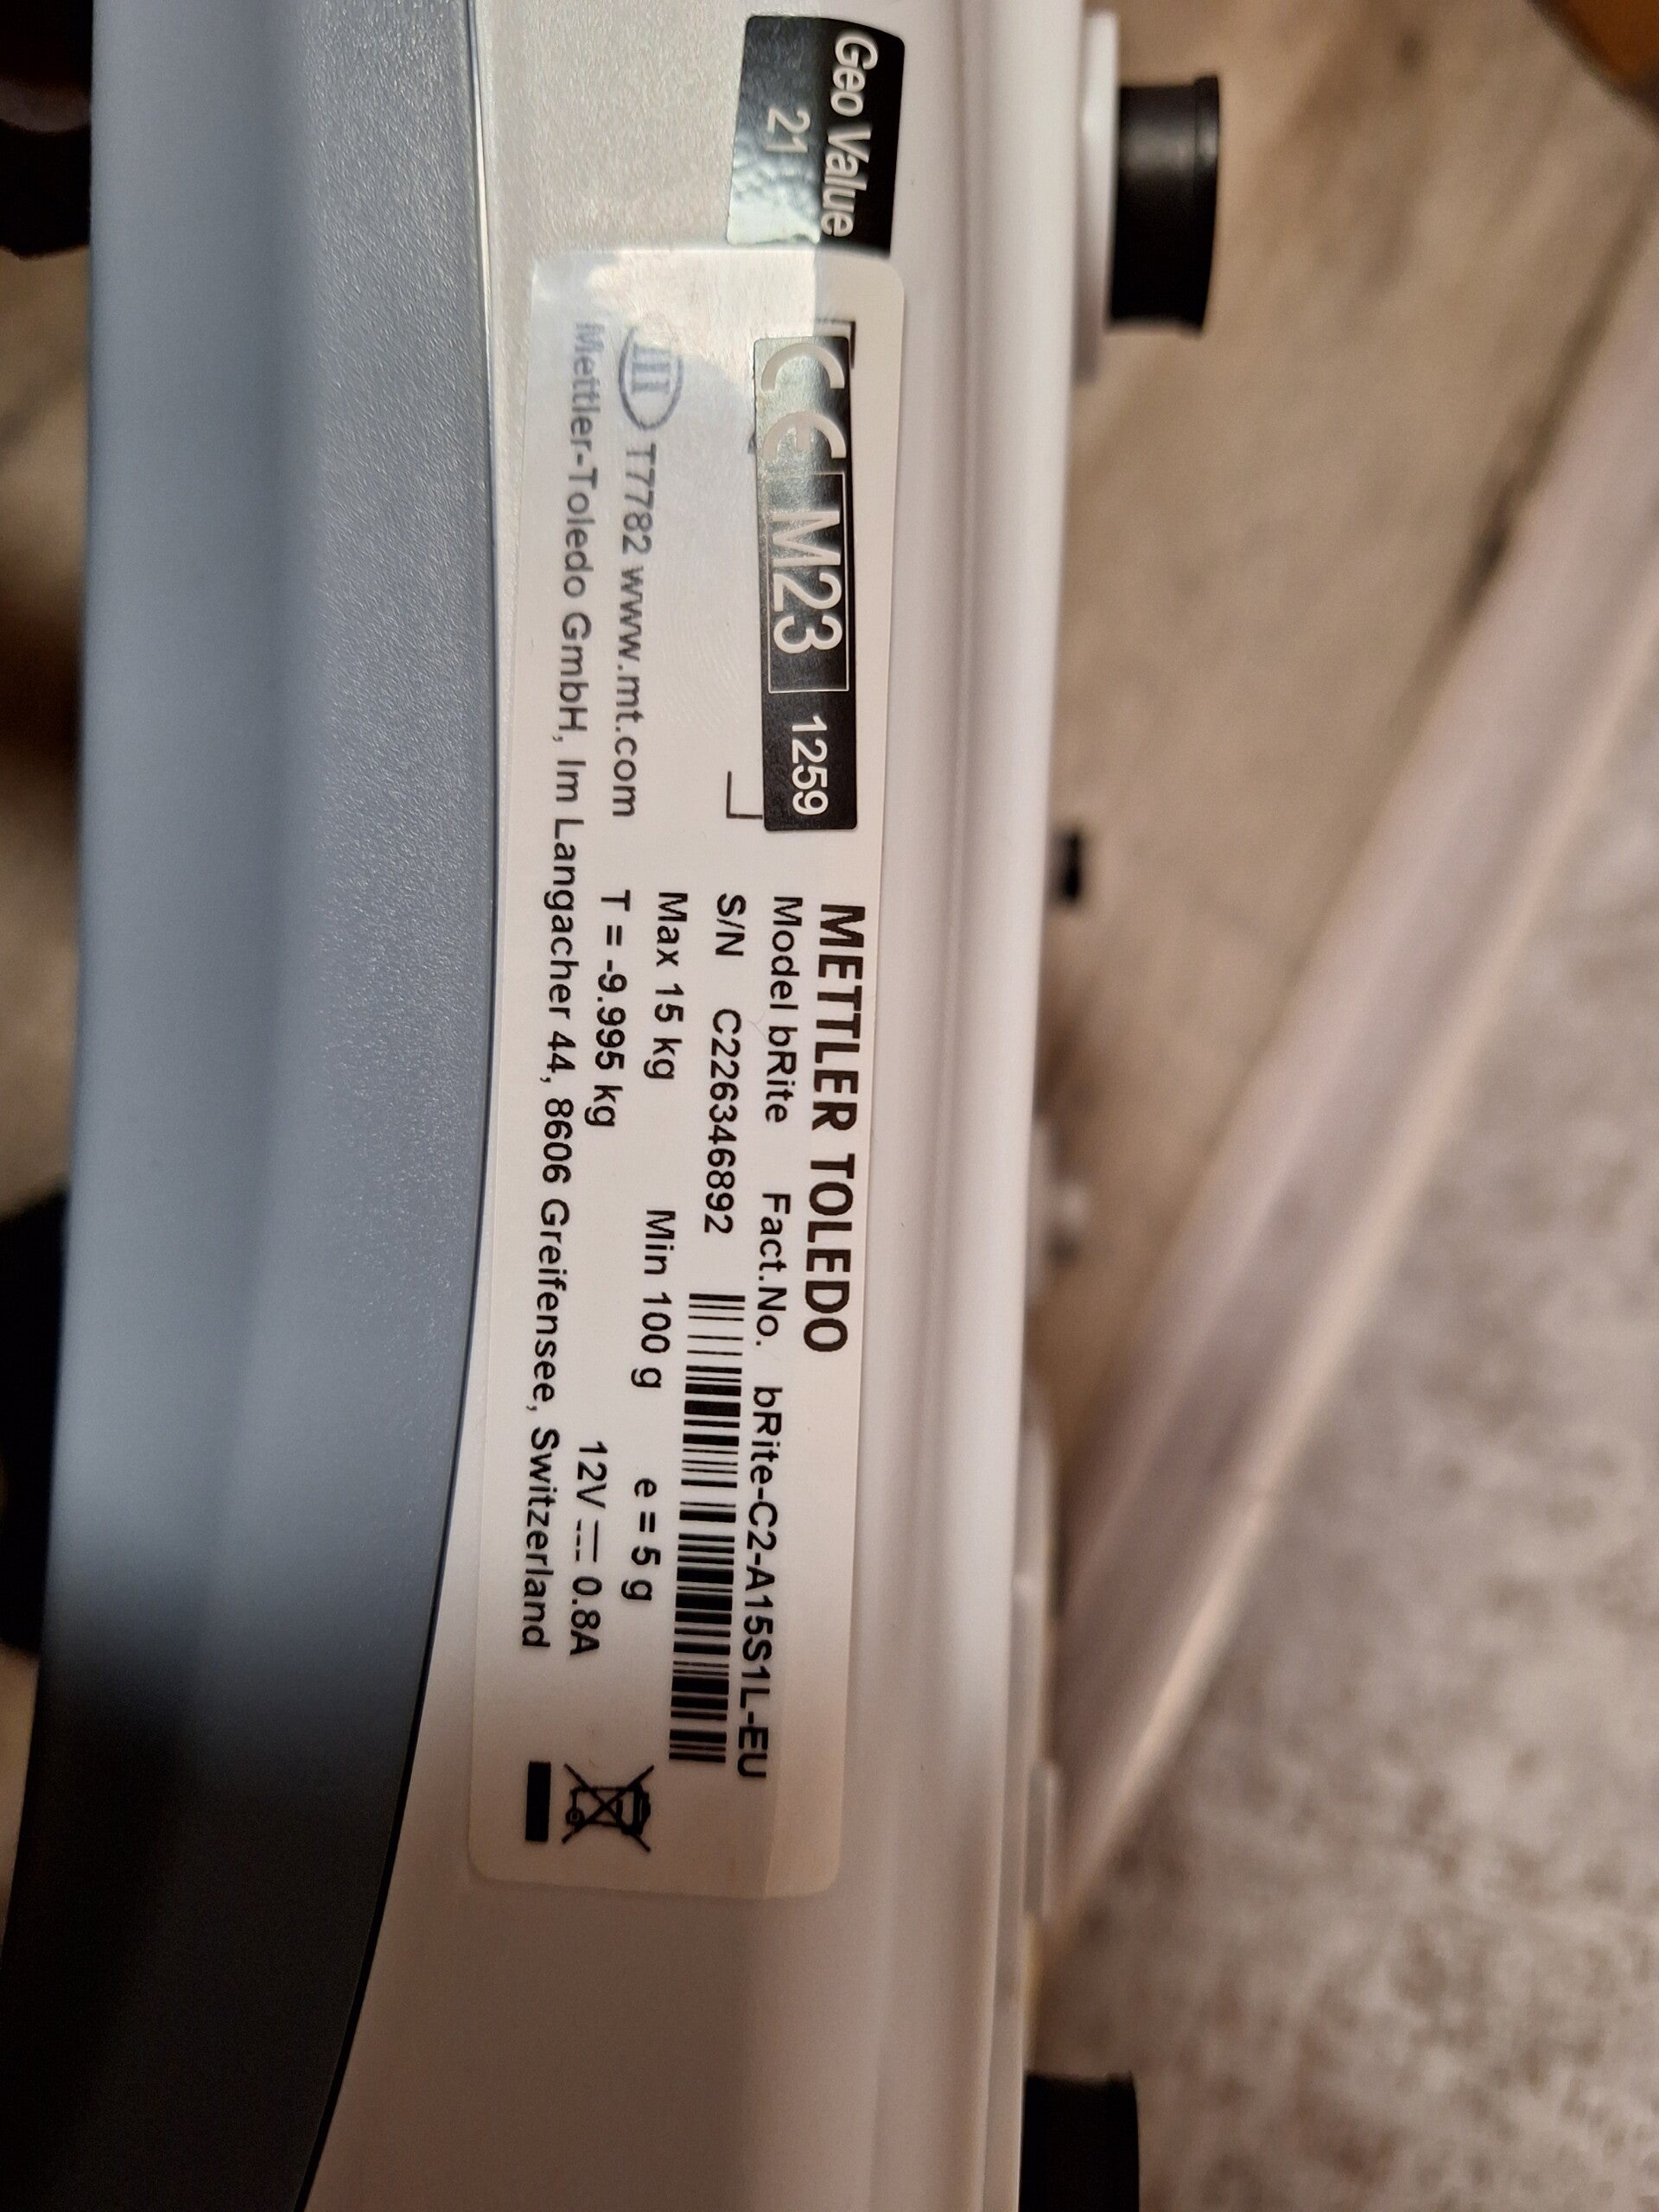 Geo Value
21
CE M23 1259
T7782 www.mt.com
METTLER TOLEDO
Model bRite Fact.No. bRite-C2-A15S1L-EU
S/N C226346892
Max 15 kg Min 100 g e = 5 g
T = -9.995 kg 12V ⎓ 0.8A
Mettler-Toledo GmbH, Im Langacher 44, 8606 Greifensee, Switzerland